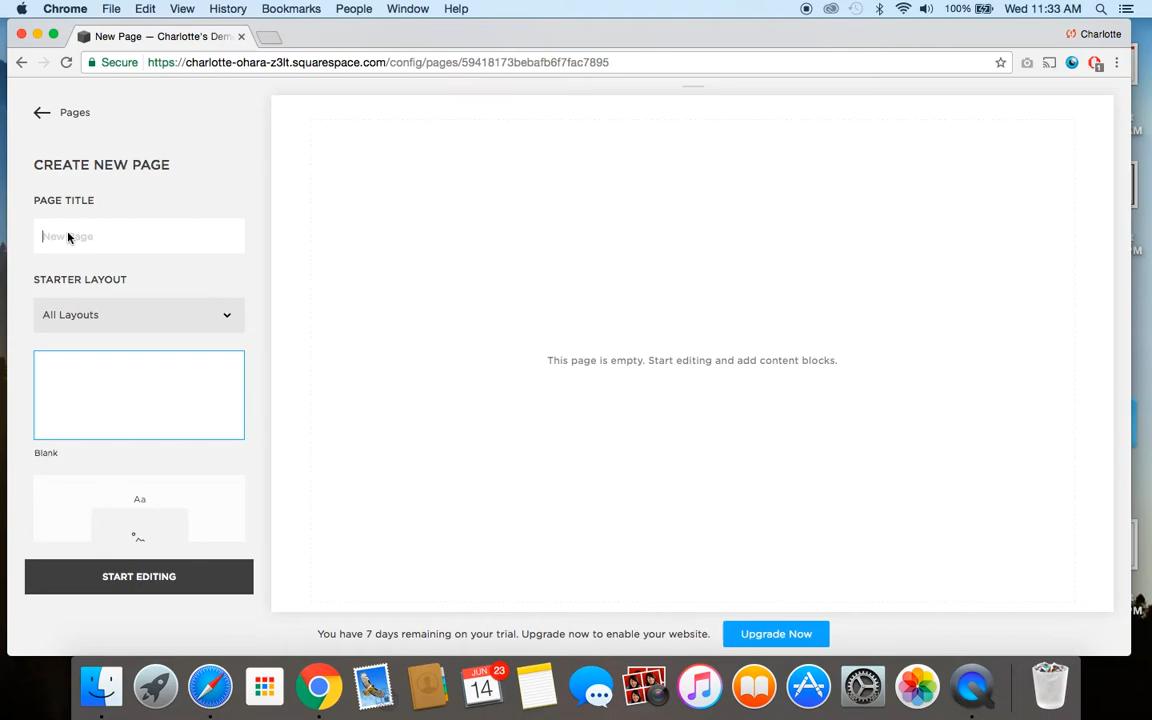 Chrome File Edit View History Bookmarks People Window Help 100% Wed 11:33 AM
New Page — Charlotte's Dem
Charlotte
Secure https://charlotte-ohara-z3lt.squarespace.com/config/pages/59418173bebafb6f7fac7895
1
Pages
CREATE NEW PAGE
PAGE TITLE
New Page
STARTER LAYOUT
All Layouts
Blank
Aa
START EDITING
This page is empty. Start editing and add content blocks.
You have 7 days remaining on your trial. Upgrade now to enable your website. Upgrade Now
JUN 23
14